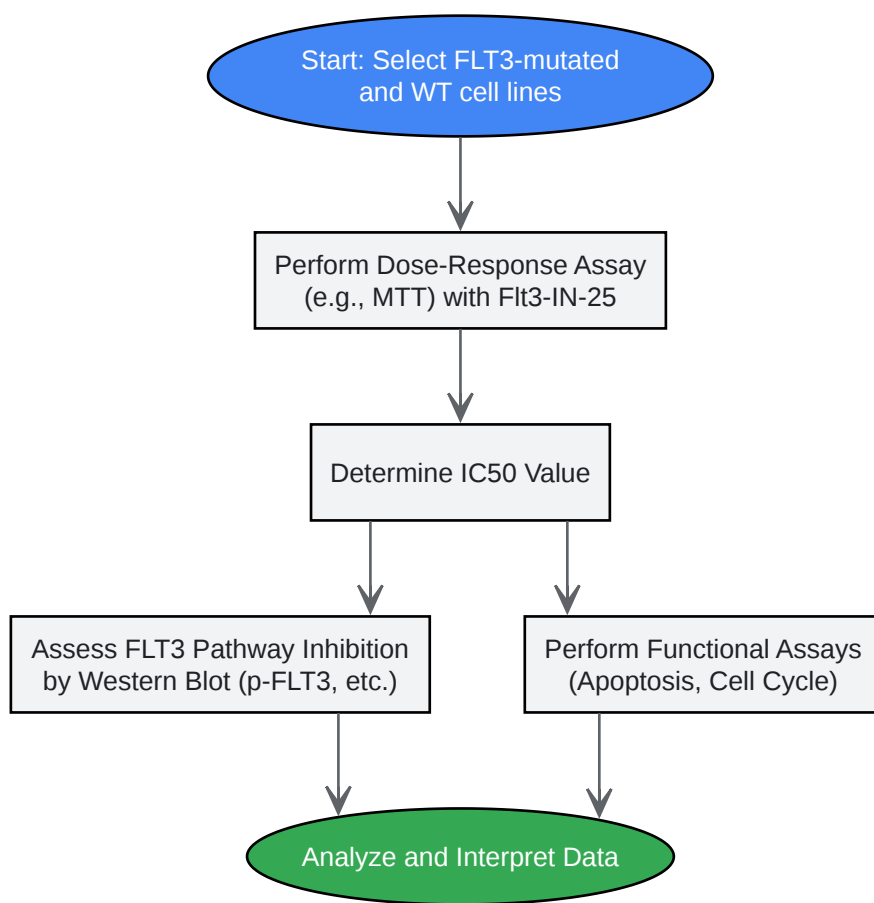 Start: Select FLT3-mutated
and WT cell lines
Perform Dose-Response Assay
(e.g., MTT) with Flt3-IN-25
Determine IC50 Value
Assess FLT3 Pathway Inhibition
by Western Blot (p-FLT3, etc.)
Perform Functional Assays
(Apoptosis, Cell Cycle)
Analyze and Interpret Data